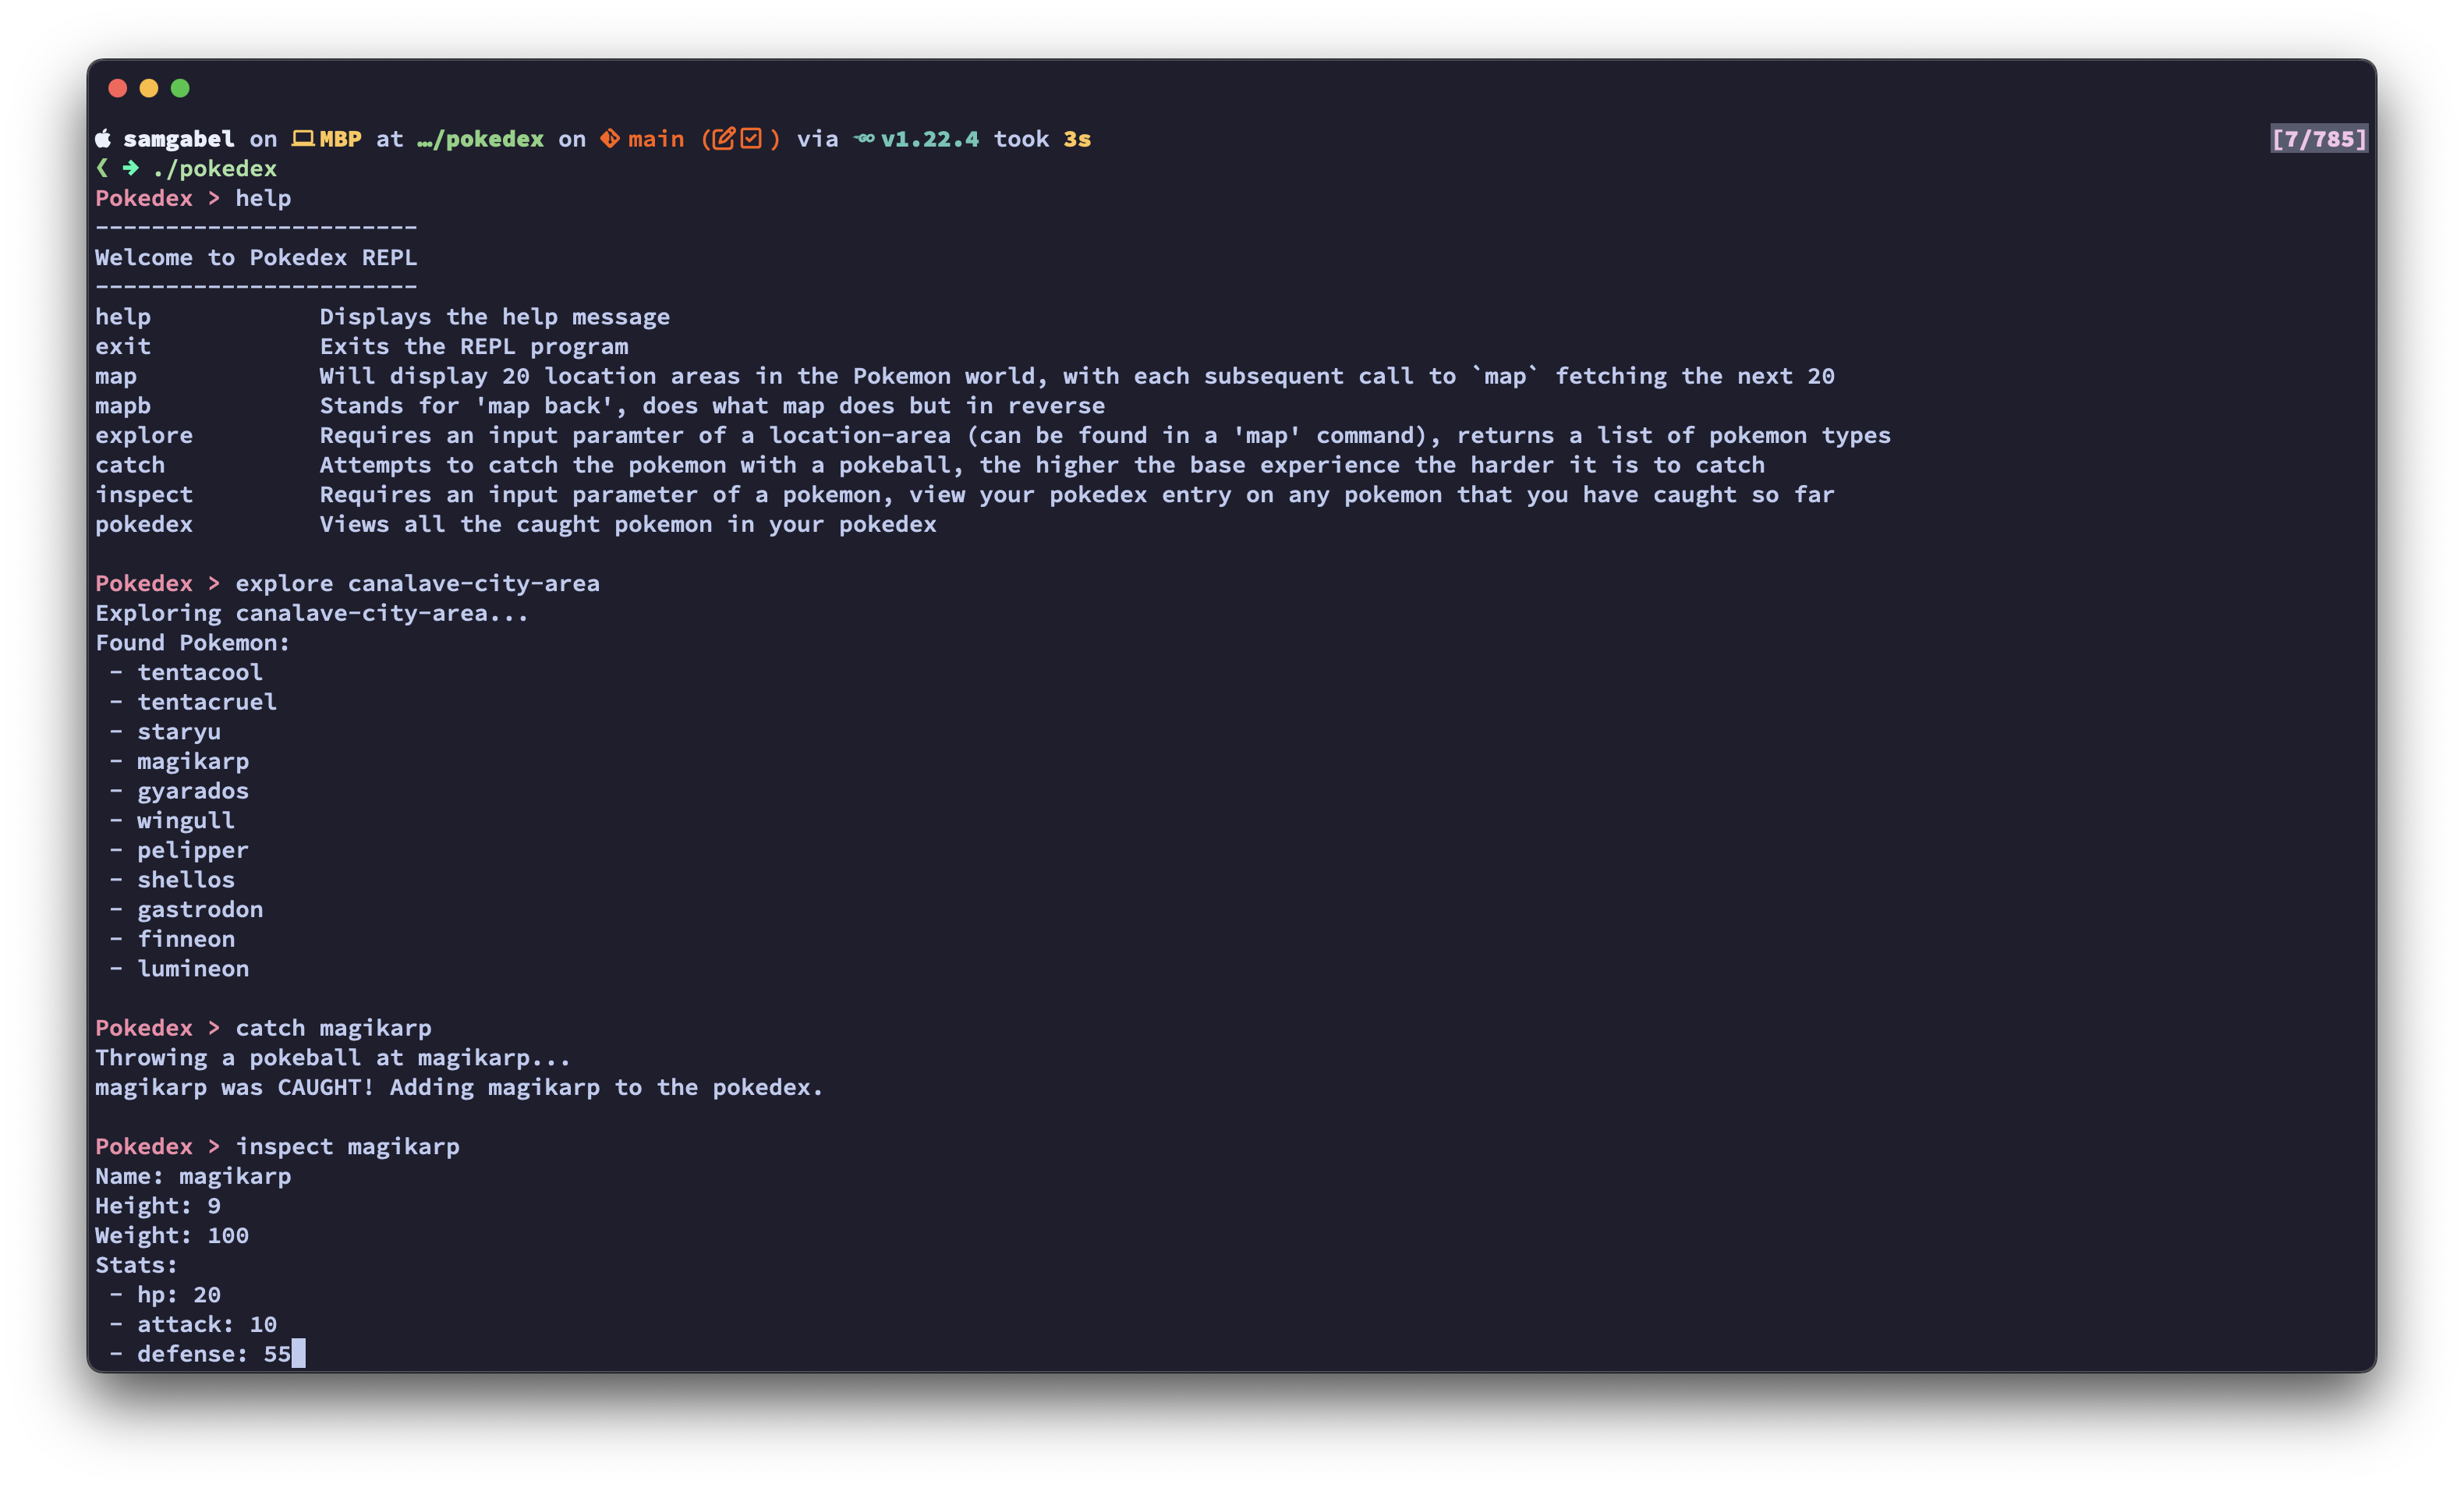 samgabel on MBP at …/pokedex on main ( ) via v1.22.4 took 3s [7/785]
❮ ➜ ./pokedex
Pokedex > help
-----------------------
Welcome to Pokedex REPL
-----------------------
help            Displays the help message
exit            Exits the REPL program
map             Will display 20 location areas in the Pokemon world, with each subsequent call to `map` fetching the next 20
mapb            Stands for 'map back', does what map does but in reverse
explore         Requires an input paramter of a location-area (can be found in a 'map' command), returns a list of pokemon types
catch           Attempts to catch the pokemon with a pokeball, the higher the base experience the harder it is to catch
inspect         Requires an input parameter of a pokemon, view your pokedex entry on any pokemon that you have caught so far
pokedex         Views all the caught pokemon in your pokedex
Pokedex > explore canalave-city-area
Exploring canalave-city-area...
Found Pokemon:
 - tentacool
 - tentacruel
 - staryu
 - magikarp
 - gyarados
 - wingull
 - pelipper
 - shellos
 - gastrodon
 - finneon
 - lumineon
Pokedex > catch magikarp
Throwing a pokeball at magikarp...
magikarp was CAUGHT! Adding magikarp to the pokedex.
Pokedex > inspect magikarp
Name: magikarp
Height: 9
Weight: 100
Stats:
 - hp: 20
 - attack: 10
 - defense: 55